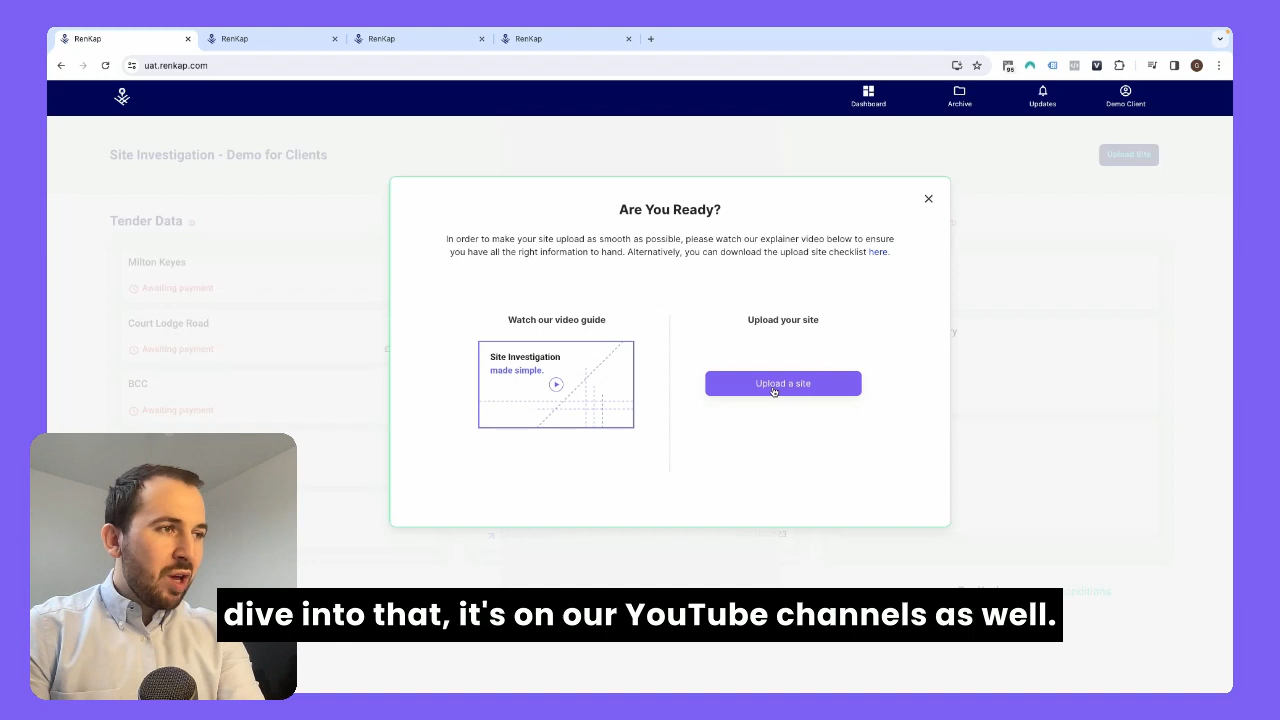 RenKap
RenKap
RenKap
RenKap
uat.renkap.com
Dashboard
Archive
Updates
Demo Client
Site Investigation - Demo for Clients
Upload Site
Tender Data
Milton Keyes
Awaiting payment
Court Lodge Road
Awaiting payment
BCC
Awaiting payment
Are You Ready?
In order to make your site upload as smooth as possible, please watch our explainer video below to ensure
you have all the right information to hand. Alternatively, you can download the upload site checklist here.
Watch our video guide
Upload your site
Site Investigation
made simple.
Upload a site
dive into that, it's on our YouTube channels as well.